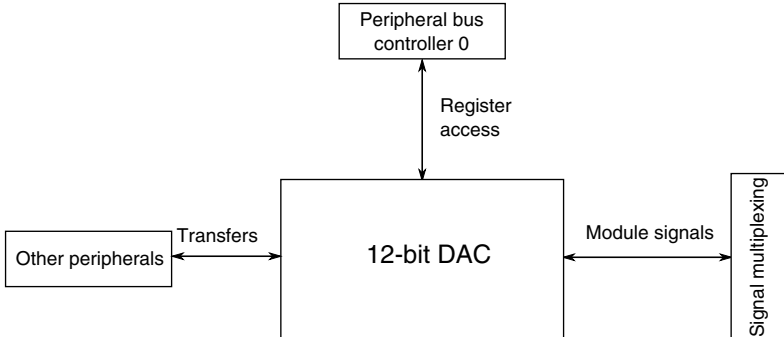 Peripheral bus
controller 0
Register
access
Transfers
Other peripherals
12-bit DAC
Module signals
Signal multiplexing